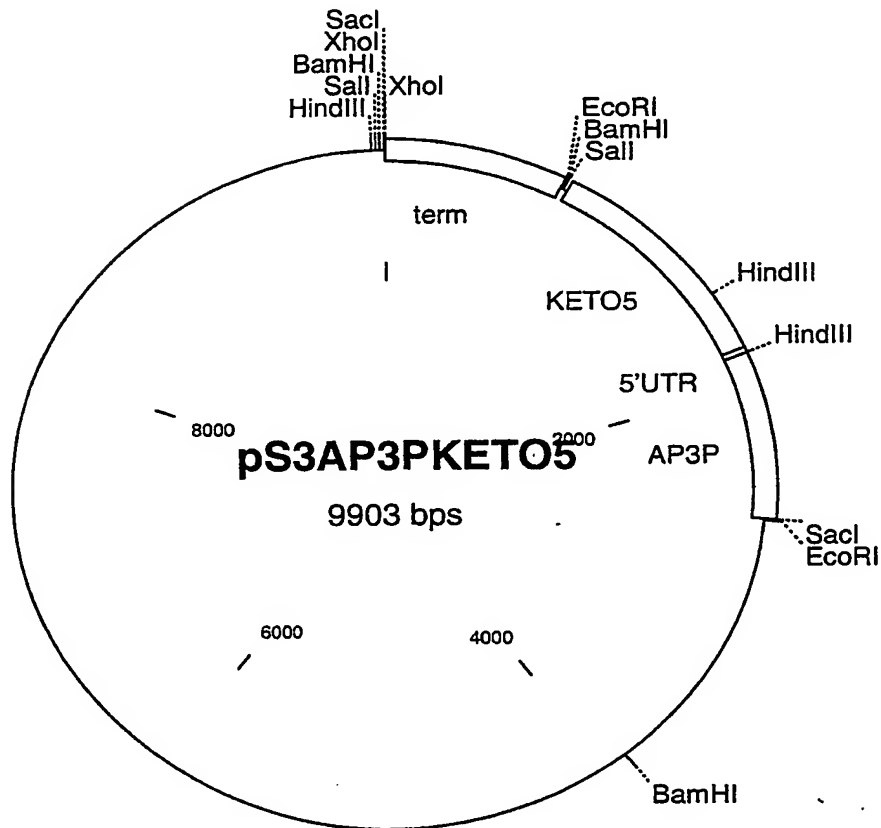 SacI
XhoI
BamHI
SalI XhoI
HindIII
EcoRI
BamHI
SalI
term
HindIII
KETO5
HindIII
5'UTR
8000
2000
pS3AP3PKETO5
AP3P
9903 bps
SacI
EcoRI
6000
4000
BamHI